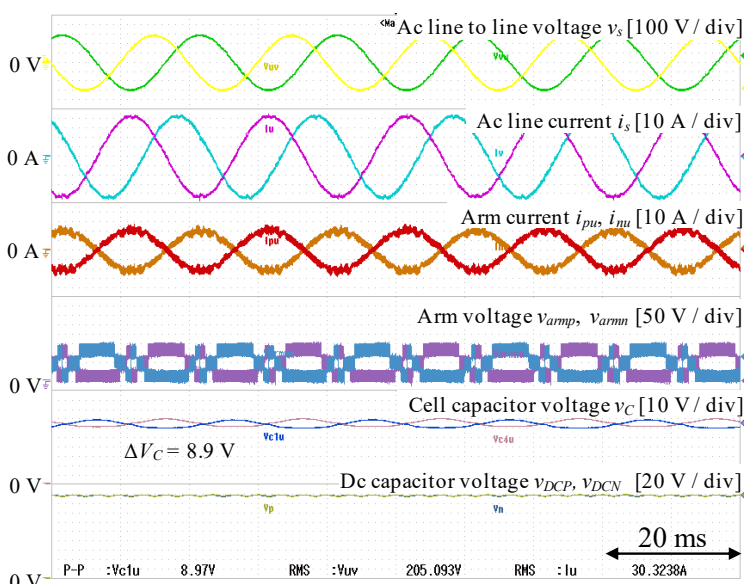 <Ma Ac line to line voltage vs [100 V / div]
0 V
Vuv Vvw
Ac line current is [10 A / div]
Iu Iv
0 A
Arm current ipu, inu [10 A / div]
Ipu
0 A
Arm voltage varmp, varmn [50 V / div]
0 V
Cell capacitor voltage vC [10 V / div]
Vc1u Vc4u
ΔVC = 8.9 V
0 V
Dc capacitor voltage vDCP, vDCN [20 V / div]
Vp Vn
20 ms
P-P :Vc1u 8.97V RMS :Vuv 205.093V RMS :Iu 30.3238A
0 V